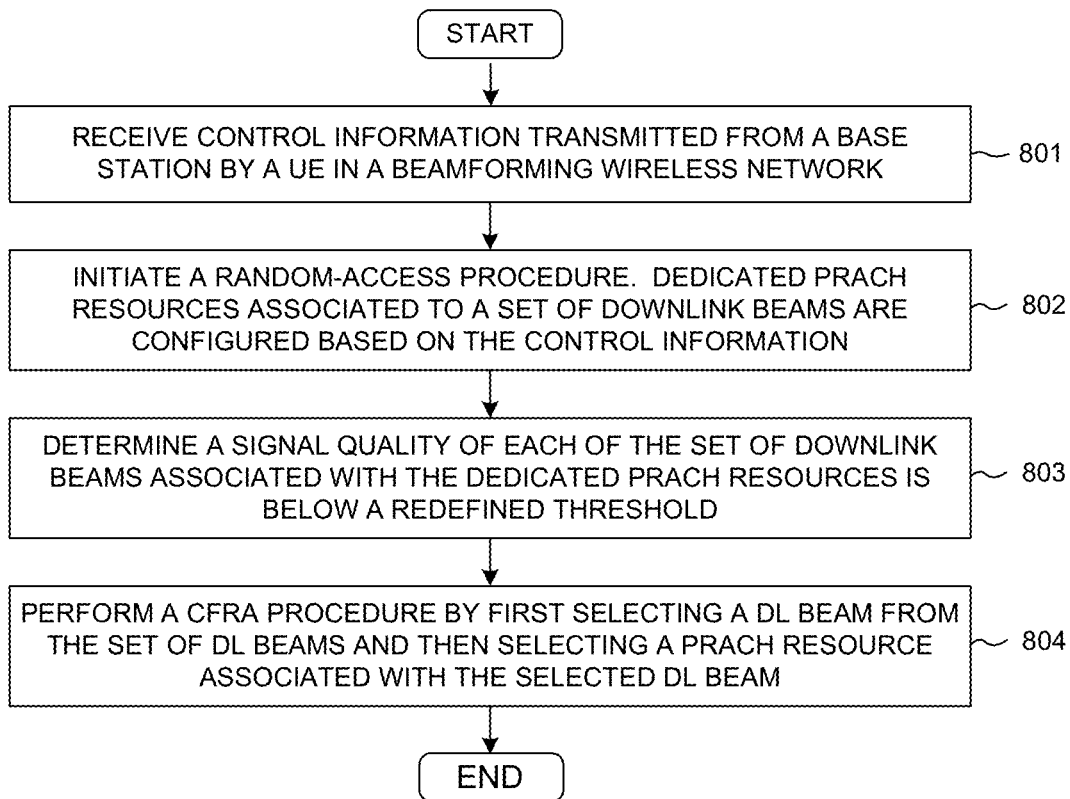 START
RECEIVE CONTROL INFORMATION TRANSMITTED FROM A BASE
STATION BY A UE IN A BEAMFORMING WIRELESS NETWORK
801
INITIATE A RANDOM-ACCESS PROCEDURE. DEDICATED PRACH
RESOURCES ASSOCIATED TO A SET OF DOWNLINK BEAMS ARE
CONFIGURED BASED ON THE CONTROL INFORMATION
802
DETERMINE A SIGNAL QUALITY OF EACH OF THE SET OF DOWNLINK
BEAMS ASSOCIATED WITH THE DEDICATED PRACH RESOURCES IS
BELOW A REDEFINED THRESHOLD
803
PERFORM A CFRA PROCEDURE BY FIRST SELECTING A DL BEAM FROM
THE SET OF DL BEAMS AND THEN SELECTING A PRACH RESOURCE
ASSOCIATED WITH THE SELECTED DL BEAM
804
END